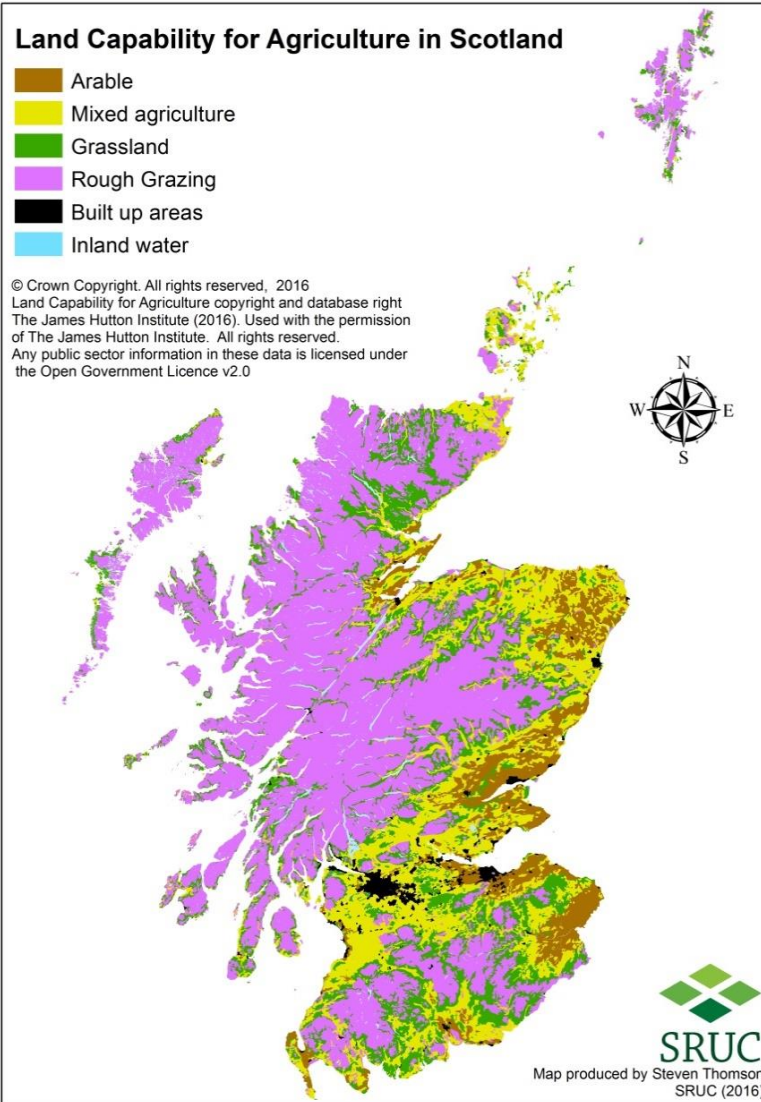 Land Capability for Agriculture in Scotland
Arable
Mixed agriculture
Grassland
Rough Grazing
Built up areas
Inland water
© Crown Copyright. All rights reserved, 2016
Land Capability for Agriculture copyright and database right
The James Hutton Institute (2016). Used with the permission
of The James Hutton Institute. All rights reserved.
Any public sector information in these data is licensed under
the Open Government Licence v2.0
N
W E
S
SRUC
Map produced by Steven Thomson
SRUC (2016)